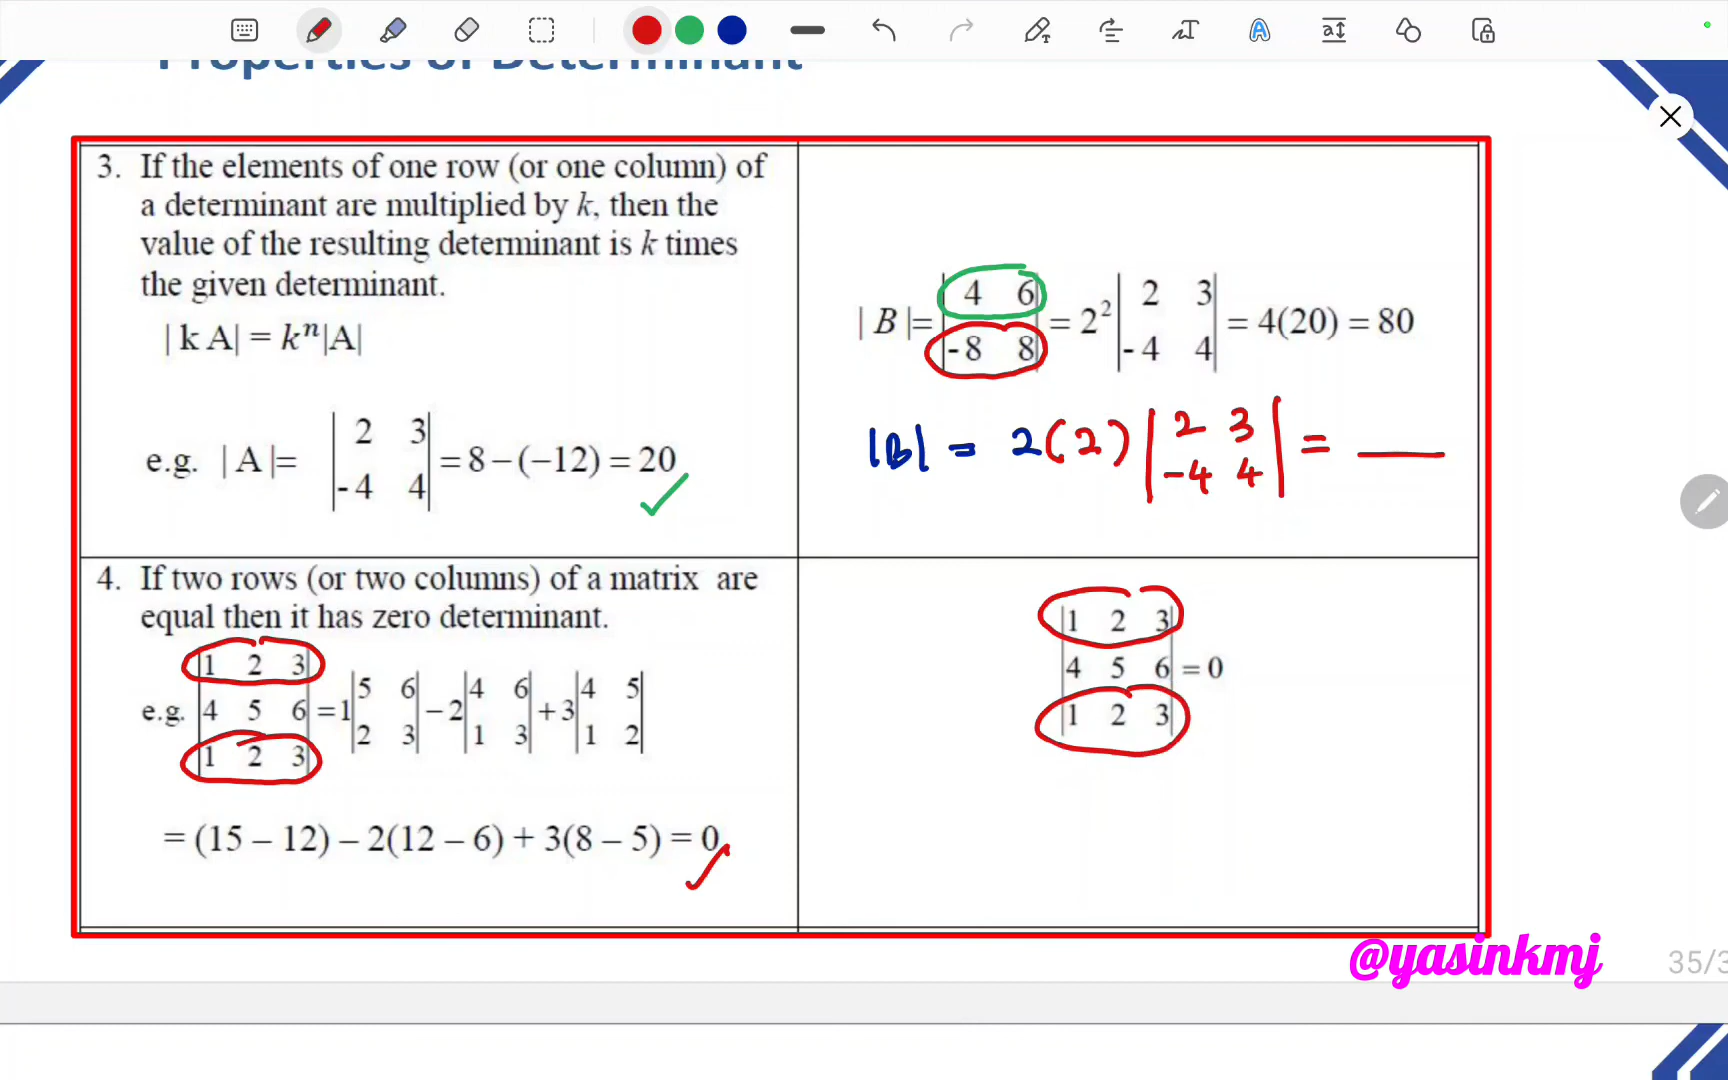 Properties of Determinant
3. If the elements of one row (or one column) of
a determinant are multiplied by k, then the
value of the resulting determinant is k times
the given determinant.
| k A| = kⁿ|A|
e.g. | A |= | 2 3 ; -4 4 | = 8 – (–12) = 20
| B |= | 4 6 ; -8 8 | = 2² | 2 3 ; -4 4 | = 4(20) = 80
|B| = 2(2) | 2 3 ; -4 4 | = ___
4. If two rows (or two columns) of a matrix are
equal then it has zero determinant.
e.g. | 1 2 3 ; 4 5 6 ; 1 2 3 | = 1 | 5 6 ; 2 3 | – 2 | 4 6 ; 1 3 | + 3 | 4 5 ; 1 2 |
= (15 – 12) – 2(12 – 6) + 3(8 – 5) = 0
| 1 2 3 ; 4 5 6 ; 1 2 3 | = 0
@yasinkmj
35/3